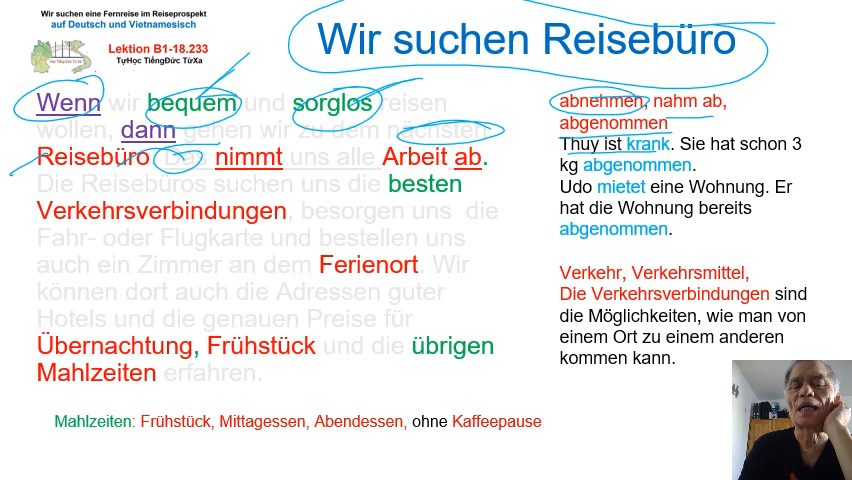 Wir suchen eine Fernreise im Reiseprospekt
auf Deutsch und Vietnamesisch
Lektion B1-18.233
TựHọc TiếngĐức TừXa
Học Tiếng Đức Từ Xa
Wir suchen Reisebüro
Wenn wir bequem und sorglos reisen
wollen, dann gehen wir zu dem nächsten
Reisebüro. Das nimmt uns alle Arbeit ab.
Die Reisebüros suchen uns die besten
Verkehrsverbindungen, besorgen uns die
Fahr- oder Flugkarte und bestellen uns
auch ein Zimmer an dem Ferienort. Wir
können dort auch die Adressen guter
Hotels und die genauen Preise für
Übernachtung, Frühstück und die übrigen
Mahlzeiten erfahren.
Mahlzeiten: Frühstück, Mittagessen, Abendessen, ohne Kaffeepause
abnehmen, nahm ab,
abgenommen
Thuy ist krank. Sie hat schon 3
kg abgenommen.
Udo mietet eine Wohnung. Er
hat die Wohnung bereits
abgenommen.
Verkehr, Verkehrsmittel,
Die Verkehrsverbindungen sind
die Möglichkeiten, wie man von
einem Ort zu einem anderen
kommen kann.